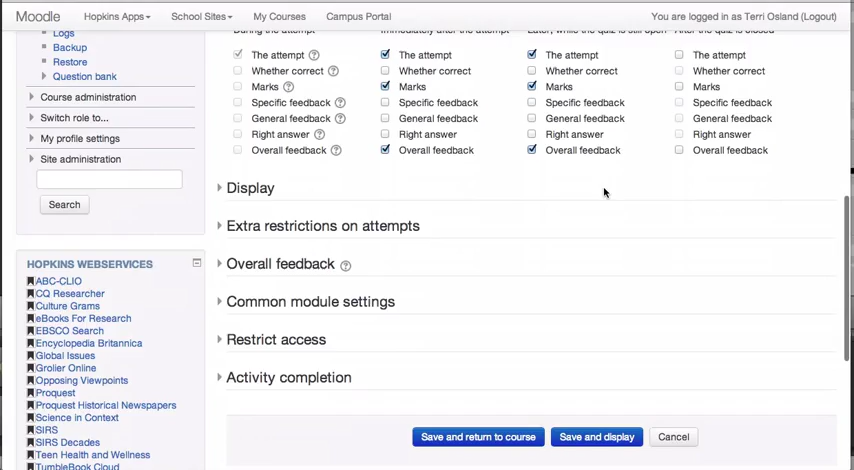 Moodle Hopkins Apps School Sites My Courses Campus Portal You are logged in as Terri Osland (Logout)
Logs
Backup
Restore
Question bank
Course administration
Switch role to...
My profile settings
Site administration
Search
HOPKINS WEBSERVICES
ABC-CLIO
CQ Researcher
Culture Grams
eBooks For Research
EBSCO Search
Encyclopedia Britannica
Global Issues
Grolier Online
Opposing Viewpoints
Proquest
Proquest Historical Newspapers
Science in Context
SIRS
SIRS Decades
Teen Health and Wellness
TumbleBook Cloud
During the attempt Immediately after the attempt Later, while the quiz is still open After the quiz is closed
The attempt ? The attempt The attempt The attempt
Whether correct ? Whether correct Whether correct Whether correct
Marks ? Marks Marks Marks
Specific feedback ? Specific feedback Specific feedback Specific feedback
General feedback ? General feedback General feedback General feedback
Right answer ? Right answer Right answer Right answer
Overall feedback ? Overall feedback Overall feedback Overall feedback
Display
Extra restrictions on attempts
Overall feedback ?
Common module settings
Restrict access
Activity completion
Save and return to course Save and display Cancel